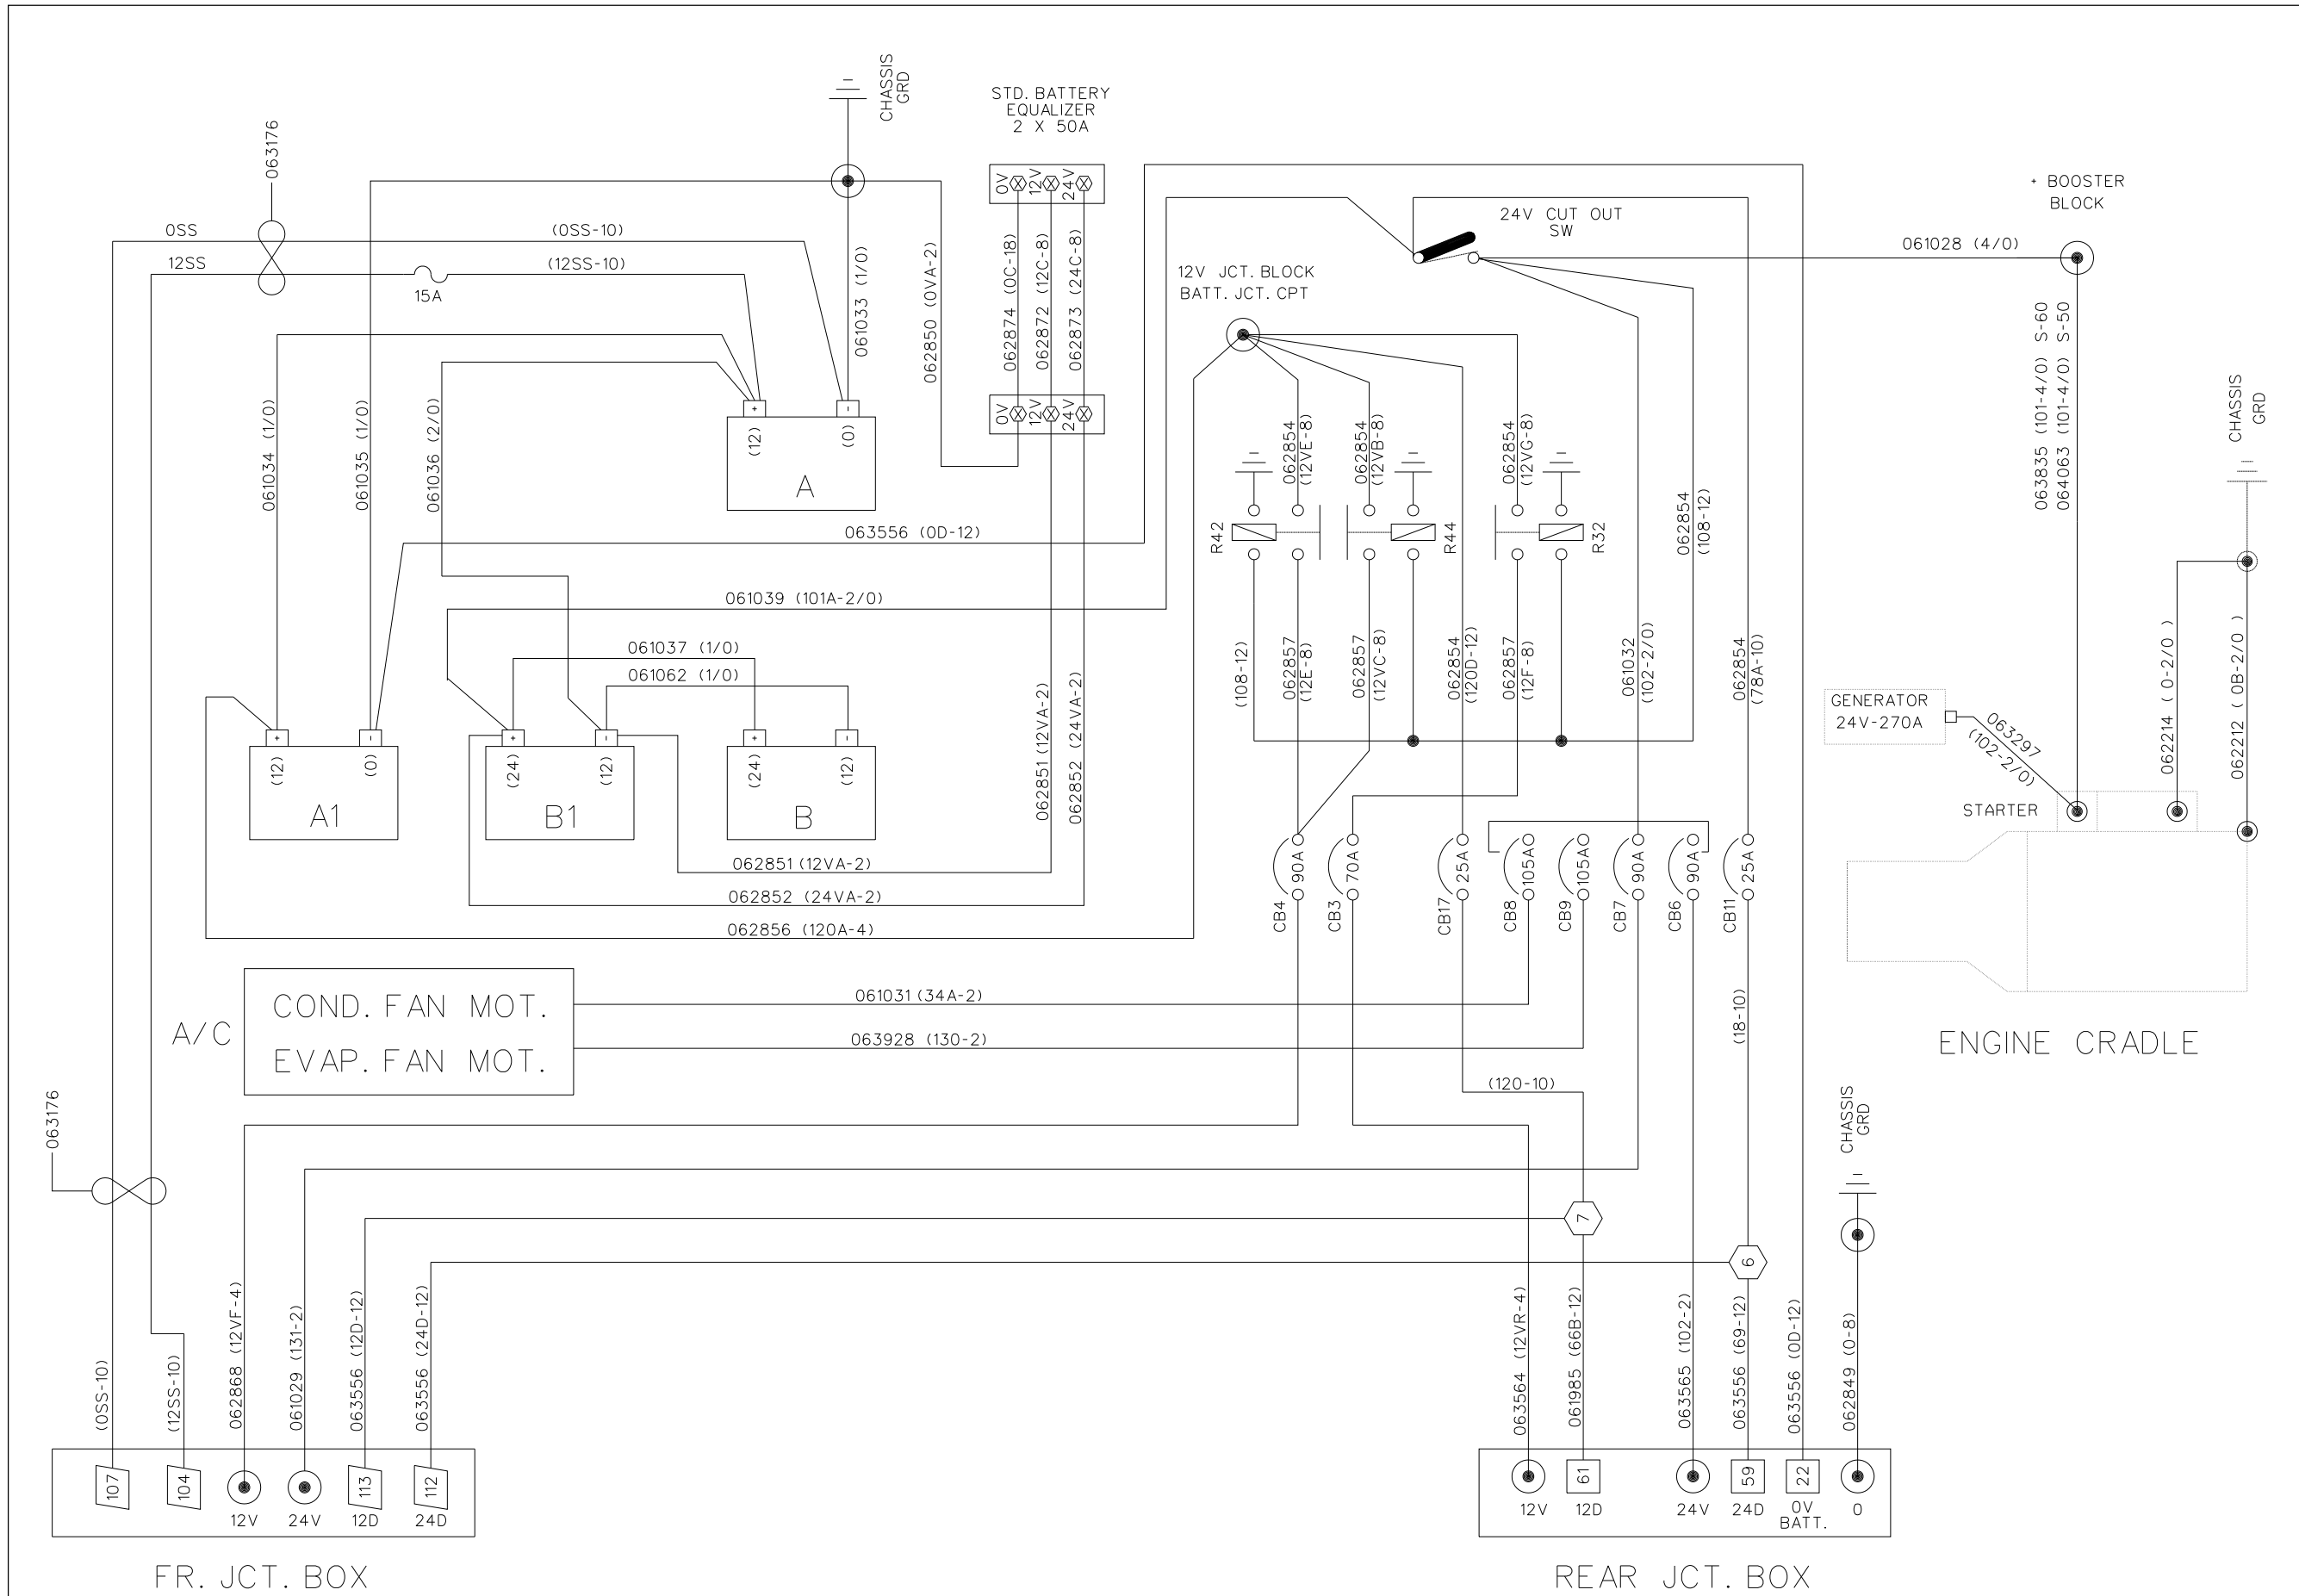 CHASSIS
GRD
STD. BATTERY
EQUALIZER
2 X 50A
063176
0SS
(0SS-10)
12SS
(12SS-10)
15A
061033 (1/0)
062850 (0VA-2)
0V
12V
24V
062874 (0C-18)
062872 (12C-8)
062873 (24C-8)
0V
12V
24V
24V CUT OUT
SW
+ BOOSTER
BLOCK
061028 (4/0)
12V JCT. BLOCK
BATT. JCT. CPT
061034 (1/0)
061035 (1/0)
061036 (2/0)
+
-
(12)
(0)
A
063556 (0D-12)
061039 (101A-2/0)
061037 (1/0)
061062 (1/0)
062854
(12VE-8)
062854
(12VB-8)
062854
(12VG-8)
062854
(108-12)
R42
R44
R32
063835 (101-4/0) S-60
064063 (101-4/0) S-50
CHASSIS
GRD
(108-12)
062857
(12E-8)
062857
(12VC-8)
062854
(120D-12)
062857
(12F-8)
061032
(102-2/0)
062854
(78A-10)
062851 (12VA-2)
062852 (24VA-2)
GENERATOR
24V-270A
063297
(102-2/0)
062214 ( 0-2/0 )
062212 ( 0B-2/0 )
STARTER
+
-
(12)
(0)
A1
+
-
(24)
(12)
B1
+
-
(24)
(12)
B
062851 (12VA-2)
062852 (24VA-2)
062856 (120A-4)
90A
CB4
70A
CB3
25A
CB17
105A
CB8
105A
CB9
90A
CB7
90A
CB6
25A
CB11
A/C
COND. FAN MOT.
EVAP. FAN MOT.
061031 (34A-2)
063928 (130-2)
(120-10)
(18-10)
ENGINE CRADLE
063176
CHASSIS
GRD
7
6
(0SS-10)
(12SS-10)
062868 (12VF-4)
061029 (131-2)
063556 (12D-12)
063556 (24D-12)
063564 (12VR-4)
061985 (66B-12)
063565 (102-2)
063556 (69-12)
063556 (0D-12)
062849 (0-8)
107
104
113
112
12V
24V
12D
24D
61
59
22
12V
12D
24V
24D
0V
BATT.
0
FR. JCT. BOX
REAR JCT. BOX